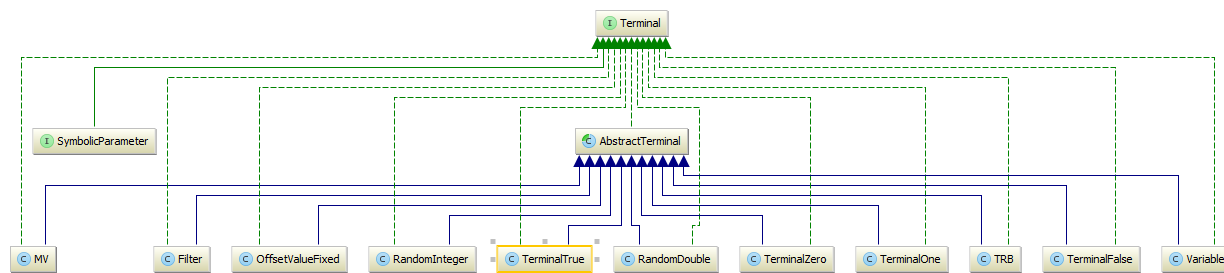 I Terminal
I SymbolicParameter
C AbstractTerminal
C MV
C Filter
C OffsetValueFixed
C RandomInteger
C TerminalTrue
C RandomDouble
C TerminalZero
C TerminalOne
C TRB
C TerminalFalse
C Variable